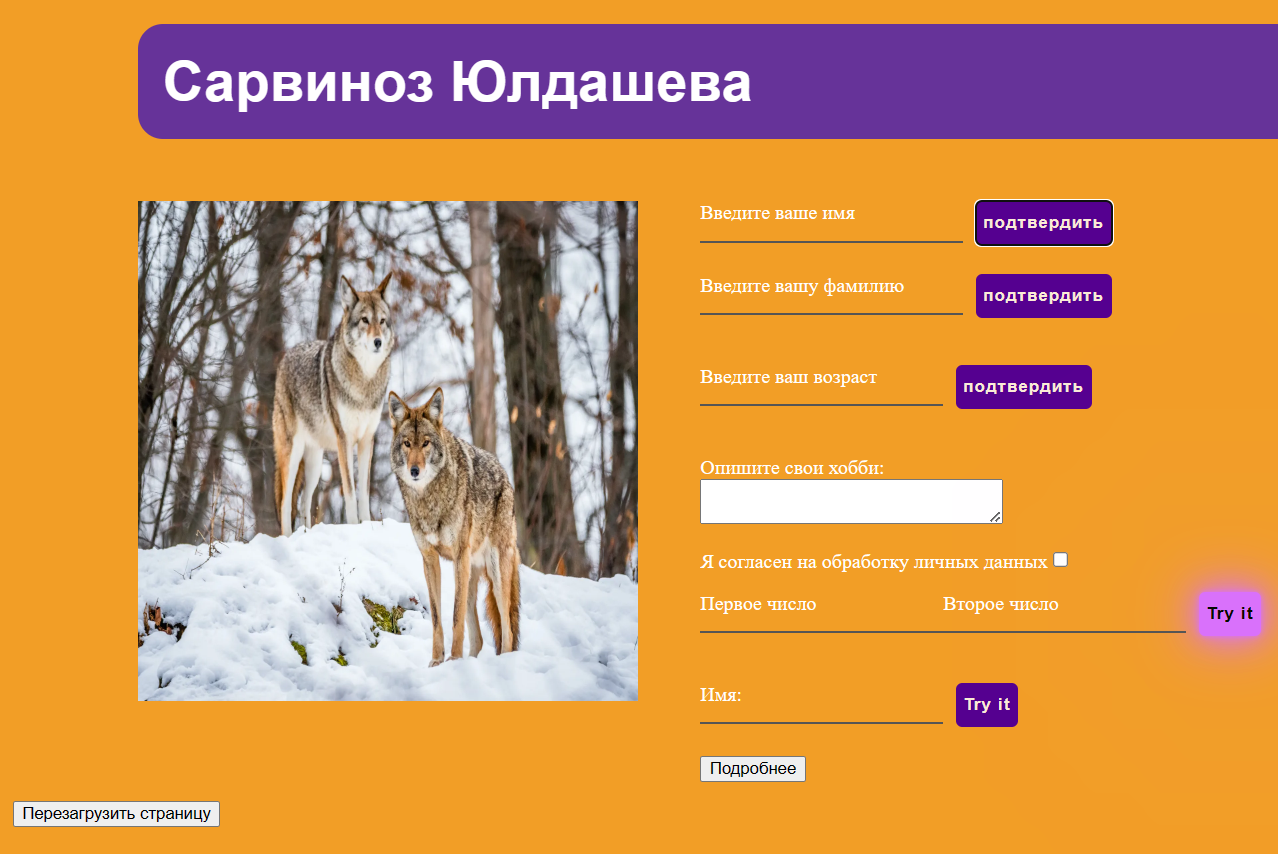 Сарвиноз Юлдашева
Введите ваше имя
подтвердить
Введите вашу фамилию
подтвердить
Введите ваш возраст
подтвердить
Опишите свои хобби:
Я согласен на обработку личных данных
Первое число
Второе число
Try it
Имя:
Try it
Подробнее
Перезагрузить страницу